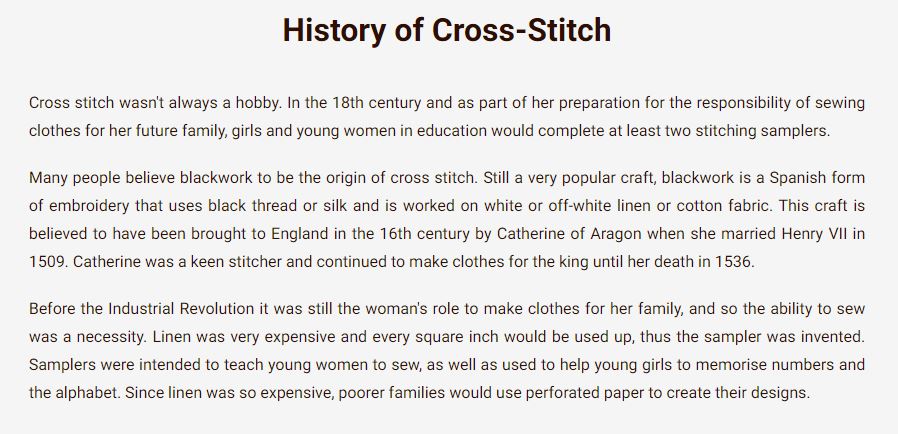 History of Cross-Stitch
Cross stitch wasn't always a hobby. In the 18th century and as part of her preparation for the responsibility of sewing
clothes for her future family, girls and young women in education would complete at least two stitching samplers.
Many people believe blackwork to be the origin of cross stitch. Still a very popular craft, blackwork is a Spanish form
of embroidery that uses black thread or silk and is worked on white or off-white linen or cotton fabric. This craft is
believed to have been brought to England in the 16th century by Catherine of Aragon when she married Henry VII in
1509. Catherine was a keen stitcher and continued to make clothes for the king until her death in 1536.
Before the Industrial Revolution it was still the woman's role to make clothes for her family, and so the ability to sew
was a necessity. Linen was very expensive and every square inch would be used up, thus the sampler was invented.
Samplers were intended to teach young women to sew, as well as used to help young girls to memorise numbers and
the alphabet. Since linen was so expensive, poorer families would use perforated paper to create their designs.